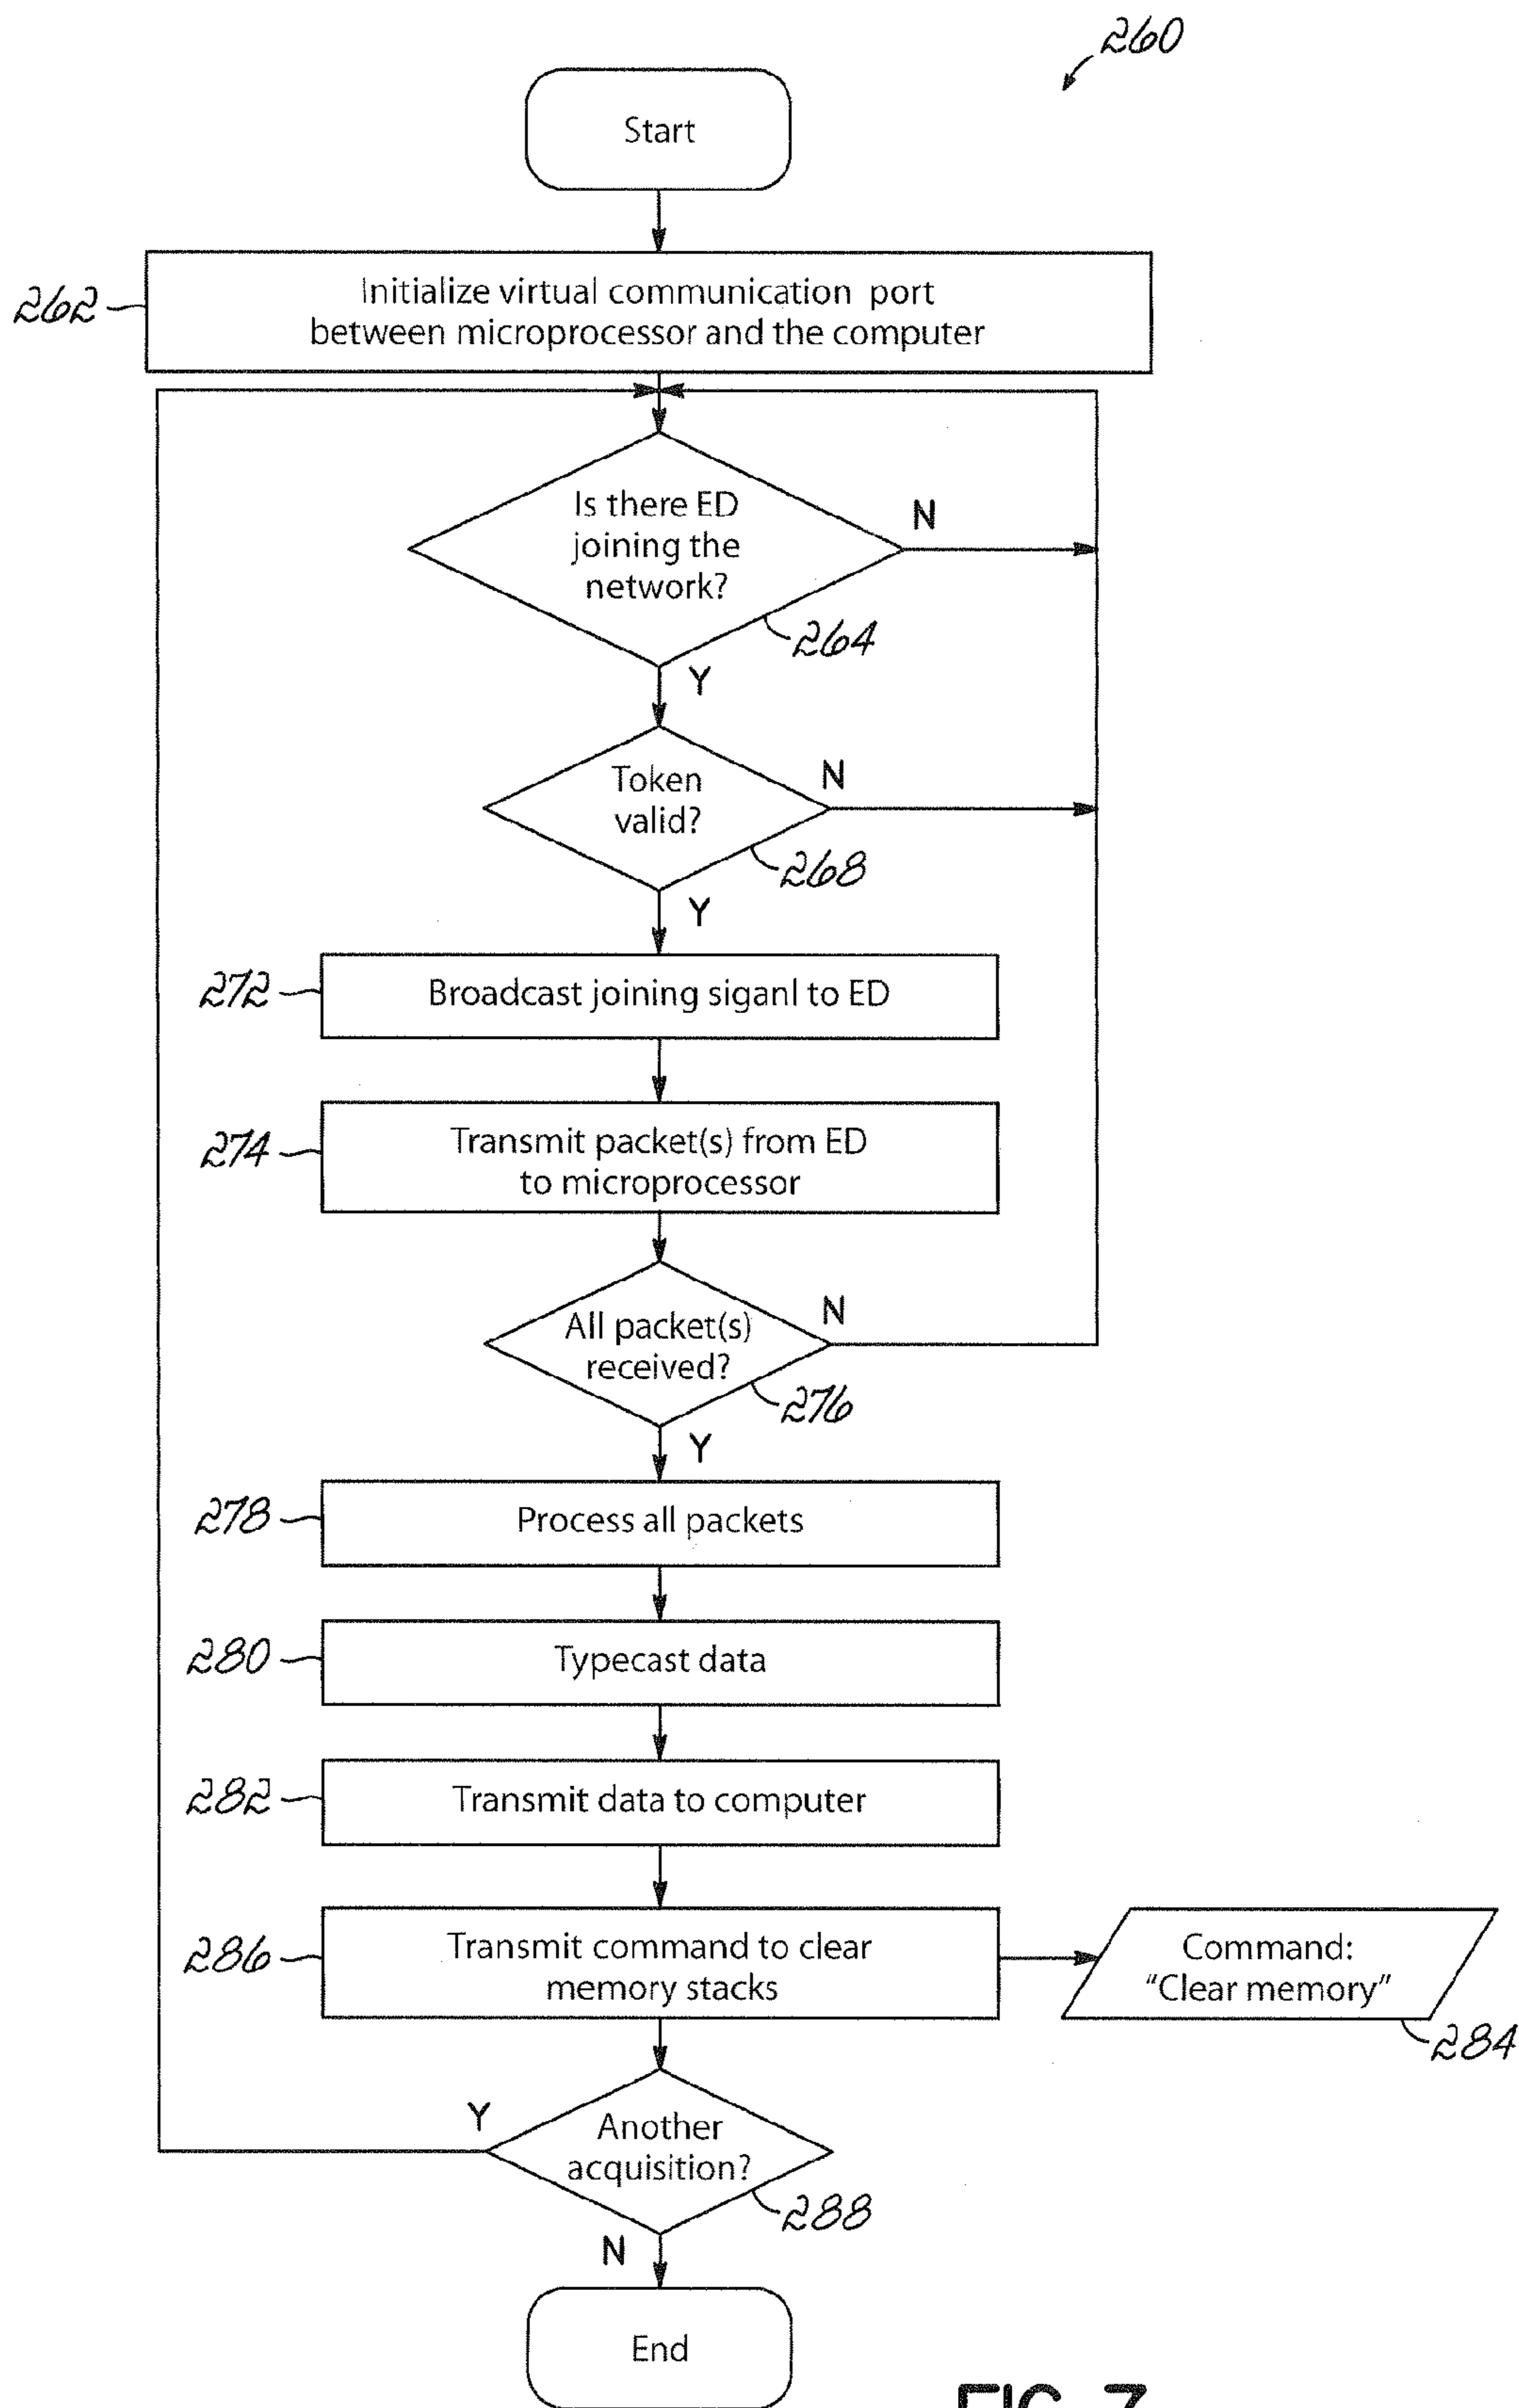 260
Start
262
Initialize virtual communication port
between microprocessor and the computer
Is there ED
joining the
network?
N
264
Y
Token
valid?
N
268
Y
272
Broadcast joining siganl to ED
274
Transmit packet(s) from ED
to microprocessor
All packet(s)
received?
N
276
Y
278
Process all packets
280
Typecast data
282
Transmit data to computer
286
Transmit command to clear
memory stacks
Command:
"Clear memory"
284
Y
Another
acquisition?
288
N
End
FIG. 7